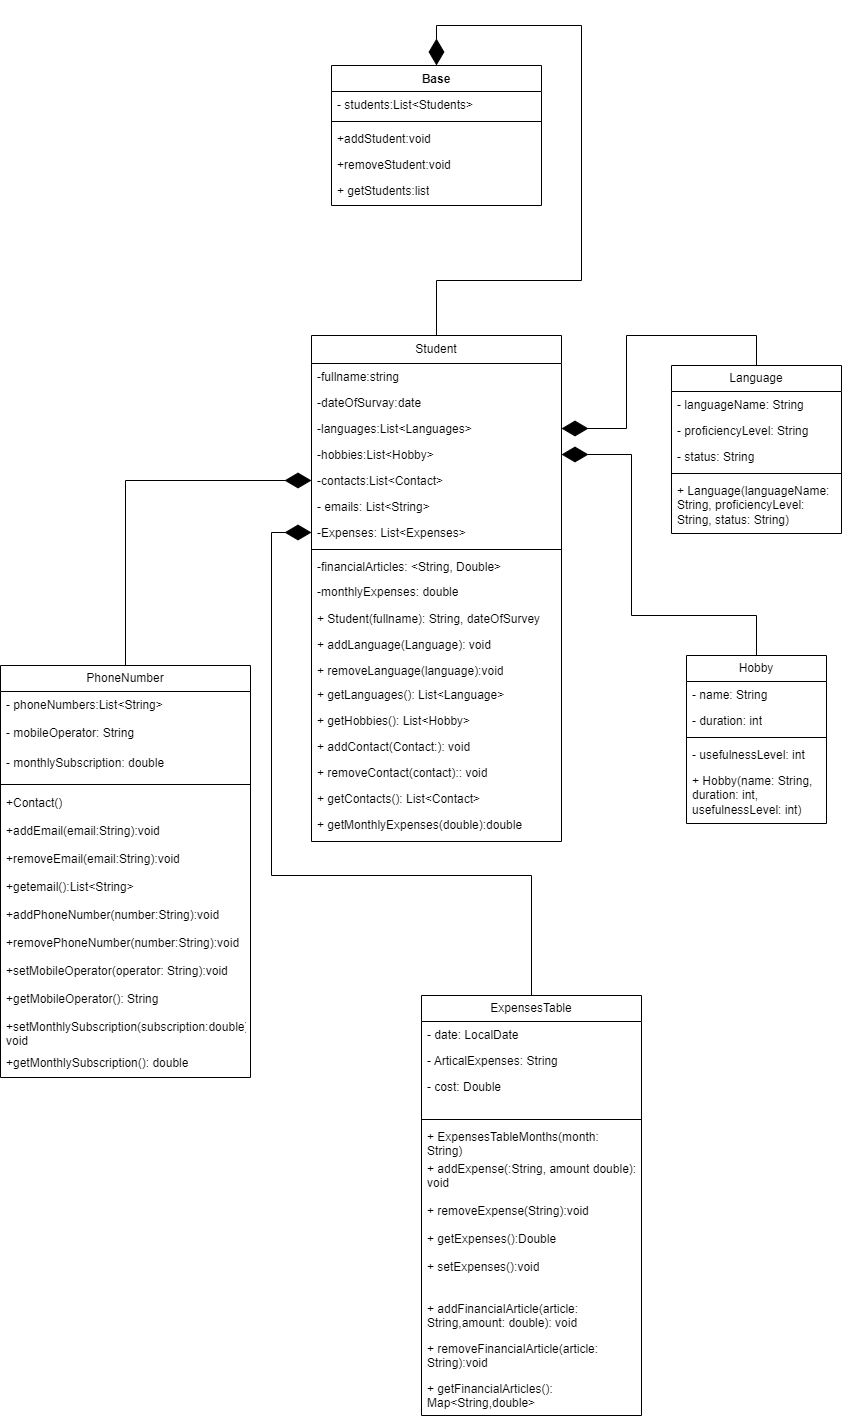 Base
- students:List<Students>
+addStudent:void
+removeStudent:void
+ getStudents:list
Student
-fullname:string
-dateOfSurvay:date
-languages:List<Languages>
-hobbies:List<Hobby>
-contacts:List<Contact>
- emails: List<String>
-Expenses: List<Expenses>
-financialArticles: <String, Double>
-monthlyExpenses: double
+ Student(fullname): String, dateOfSurvey
+ addLanguage(Language): void
+ removeLanguage(language):void
+ getLanguages(): List<Language>
+ getHobbies(): List<Hobby>
+ addContact(Contact:): void
+ removeContact(contact):: void
+ getContacts(): List<Contact>
+ getMonthlyExpenses(double):double
Language
- languageName: String
- proficiencyLevel: String
- status: String
+ Language(languageName:
String, proficiencyLevel:
String, status: String)
Hobby
- name: String
- duration: int
- usefulnessLevel: int
+ Hobby(name: String,
duration: int,
usefulnessLevel: int)
PhoneNumber
- phoneNumbers:List<String>
- mobileOperator: String
- monthlySubscription: double
+Contact()
+addEmail(email:String):void
+removeEmail(email:String):void
+getemail():List<String>
+addPhoneNumber(number:String):void
+removePhoneNumber(number:String):void
+setMobileOperator(operator: String):void
+getMobileOperator(): String
+setMonthlySubscription(subscription:double)
void
+getMonthlySubscription(): double
ExpensesTable
- date: LocalDate
- ArticalExpenses: String
- cost: Double
+ ExpensesTableMonths(month:
String)
+ addExpense(:String, amount double):
void
+ removeExpense(String):void
+ getExpenses():Double
+ setExpenses():void
+ addFinancialArticle(article:
String,amount: double): void
+ removeFinancialArticle(article:
String):void
+ getFinancialArticles():
Map<String,double>